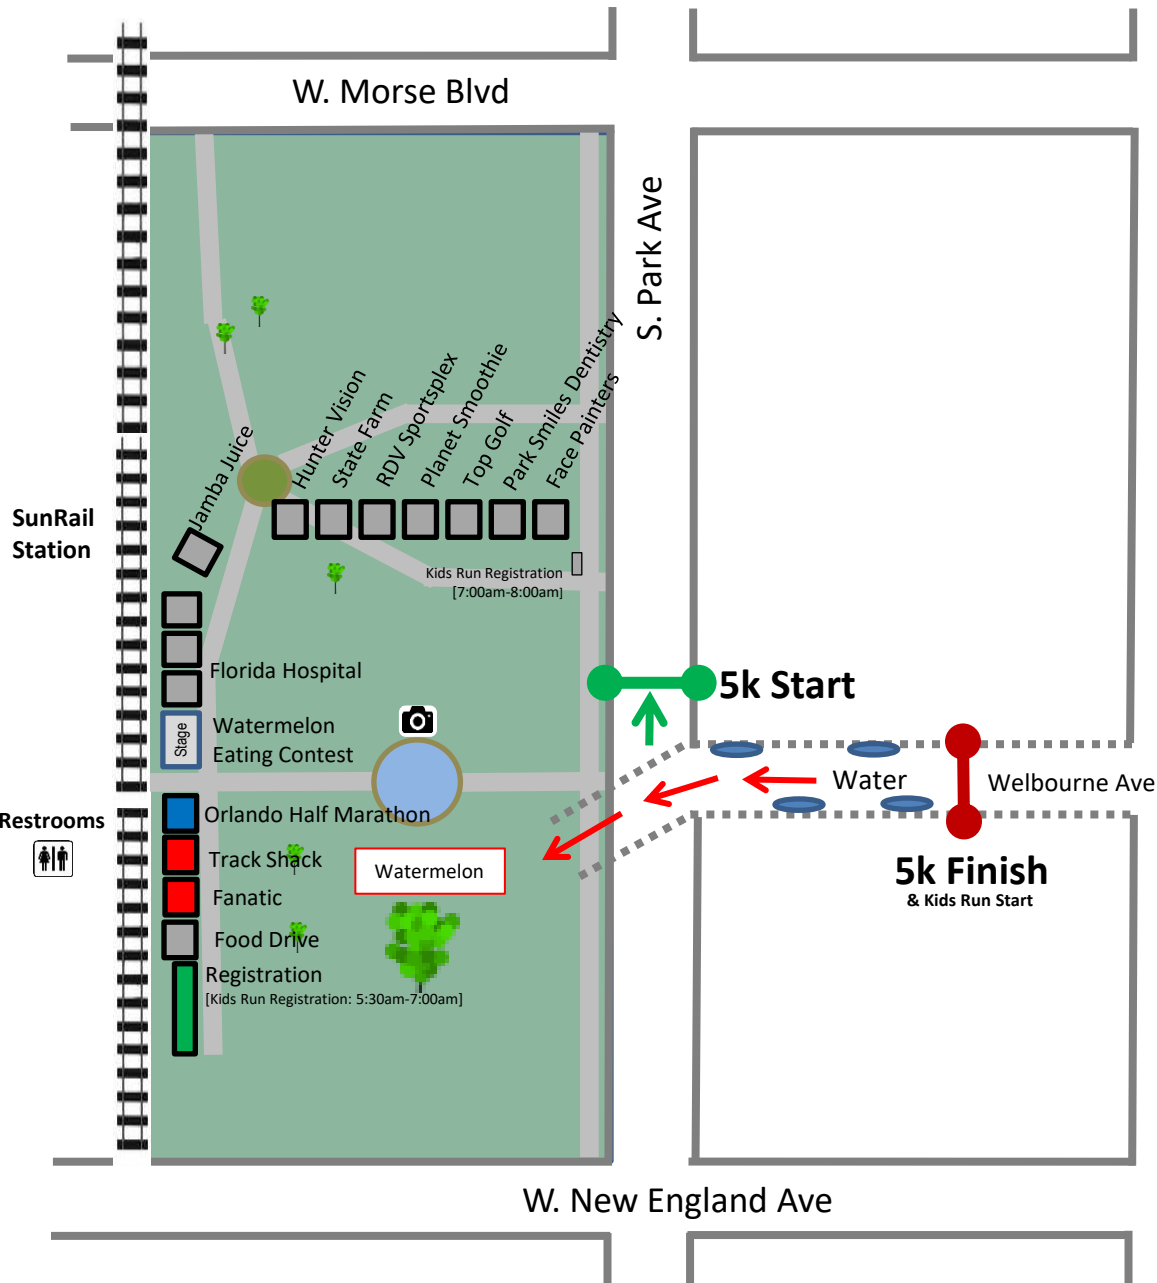 W. Morse Blvd
S. Park Ave
Jamba Juice
Hunter Vision
State Farm
RDV Sportsplex
Planet Smoothie
Top Golf
Park Smiles Dentistry
Face Painters
SunRail
Station
Kids Run Registration
[7:00am-8:00am]
Florida Hospital
5k Start
Stage
Watermelon
Eating Contest
Water
Welbourne Ave
Restrooms
Orlando Half Marathon
Track Shack
Watermelon
5k Finish
& Kids Run Start
Fanatic
Food Drive
Registration
[Kids Run Registration: 5:30am-7:00am]
W. New England Ave